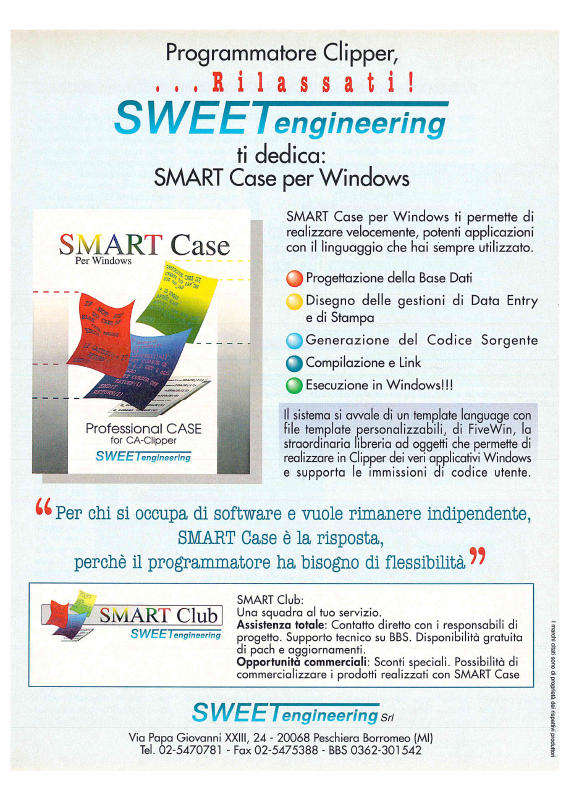 Programmatore Clipper,
...Rilassati!
SWEETengineering
ti dedica:
SMART Case per Windows
SMART Case
Per Windows
Professional CASE
for CA-Clipper
SWEETengineering
SMART Case per Windows ti permette di
realizzare velocemente, potenti applicazioni
con il linguaggio che hai sempre utilizzato.
Progettazione della Base Dati
Disegno delle gestioni di Data Entry
e di Stampa
Generazione del Codice Sorgente
Compilazione e Link
Esecuzione in Windows!!!
Il sistema si avvale di un template language con
file template personalizzabili, di FiveWin, la
straordinaria libreria ad oggetti che permette di
realizzare in Clipper dei veri applicativi Windows
e supporta le immissioni di codice utente.
“Per chi si occupa di software e vuole rimanere indipendente,
SMART Case è la risposta,
perchè il programmatore ha bisogno di flessibilità”
SMART Club
SWEETengineering
SMART Club:
Una squadra al tuo servizio.
Assistenza totale: Contatto diretto con i responsabili di
progetto. Supporto tecnico su BBS. Disponibilità gratuita
di pach e aggiornamenti.
Opportunità commerciali: Sconti speciali. Possibilità di
commercializzare i prodotti realizzati con SMART Case
I marchi citati sono di proprietà dei rispettivi produttori
SWEETengineering Srl
Via Papa Giovanni XXIII, 24 - 20068 Peschiera Borromeo (MI)
Tel. 02-5470781 - Fax 02-5475388 - BBS 0362-301542